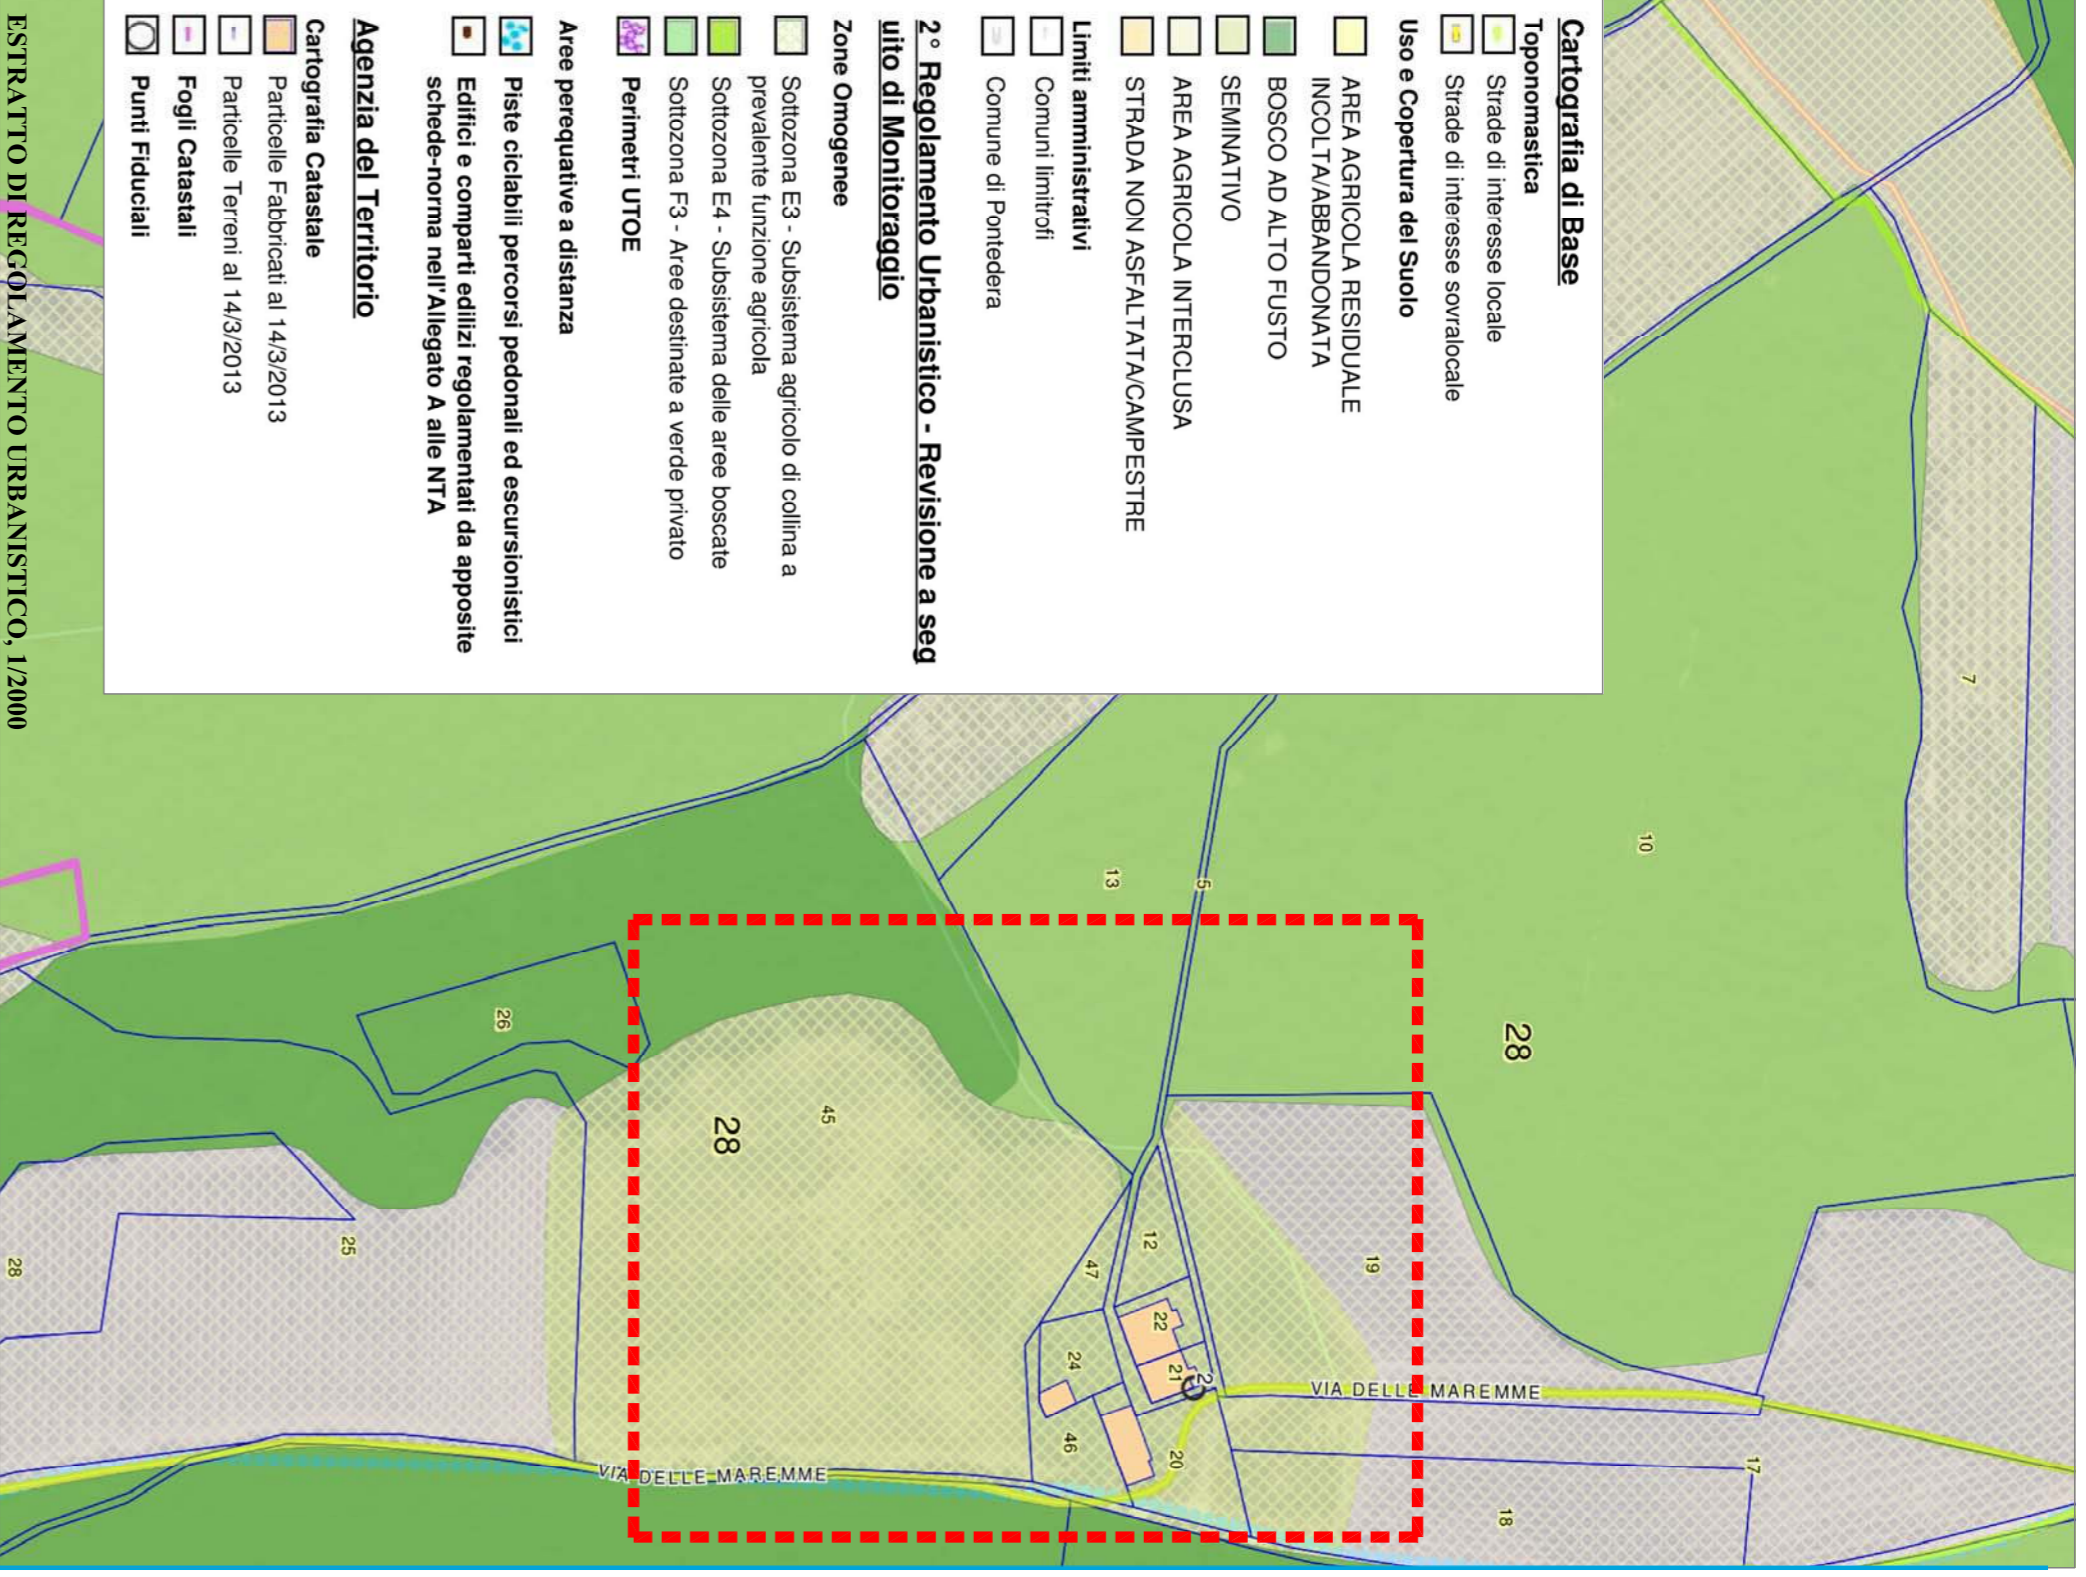 Cartografia di Base
Toponomastica
Strade di interesse locale
Strade di interesse sovralocale
Uso e Copertura del Suolo
AREA AGRICOLA RESIDUALE
INCOLTA/ABBANDONATA
BOSCO AD ALTO FUSTO
SEMINATIVO
AREA AGRICOLA INTERCLUSA
STRADA NON ASFALTATA/CAMPESTRE
Limiti amministrativi
Comuni limitrofi
Comune di Pontedera
2° Regolamento Urbanistico - Revisione a seg
uito di Monitoraggio
Zone Omogenee
Sottozona E3 - Subsistema agricolo di collina a
prevalente funzione agricola
Sottozona E4 - Subsistema delle aree boscate
Sottozona F3 - Aree destinate a verde privato
Perimetri UTOE
Aree perequative a distanza
Piste ciclabili percorsi pedonali ed escursionistici
Edifici e comparti edilizi regolamentati da apposite
schede-norma nell'Allegato A alle NTA
Agenzia del Territorio
Cartografia Catastale
Particelle Fabbricati al 14/3/2013
Particelle Terreni al 14/3/2013
Fogli Catastali
Punti Fiduciali
ESTRATTO DI REGOLAMENTO URBANISTICO, 1/2000
7
10
13
5
28
26
45
28
12
47
19
22
21
2
24
46
20
25
28
VIA DELLE MAREMME
VIA DELLE MAREMME
17
18